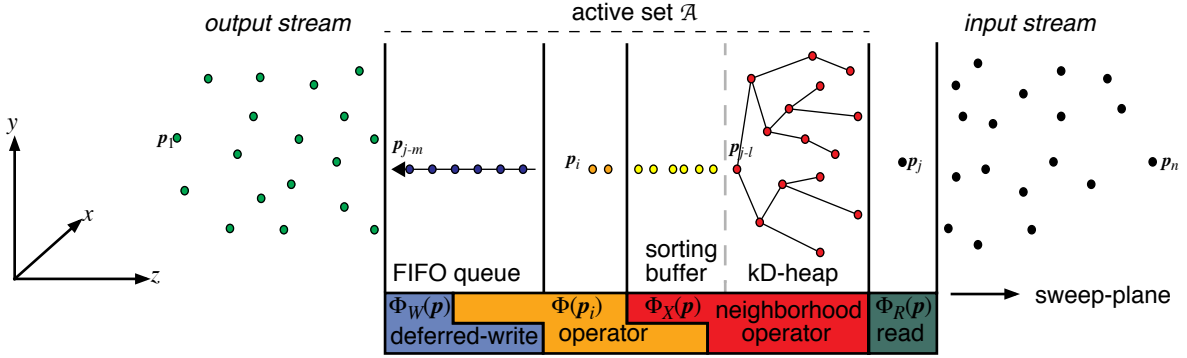 active set 𝒜
output stream
input stream
y
p1
pj-m
pi
pj-l
pj
pn
x
z
FIFO queue
sorting
buffer
kD-heap
sweep-plane
ΦW(p)
deferred-write
Φ(pi)
operator
ΦX(p)
neighborhood
operator
ΦR(p)
read